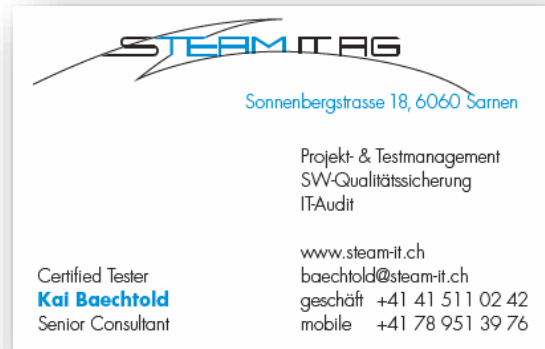 STEAM IT AG
Sonnenbergstrasse 18, 6060 Sarnen
Projekt- & Testmanagement
SW-Qualitätssicherung
IT-Audit
www.steam-it.ch
baechtold@steam-it.ch
geschäft +41 41 511 02 42
mobile +41 78 951 39 76
Certified Tester
Kai Baechtold
Senior Consultant